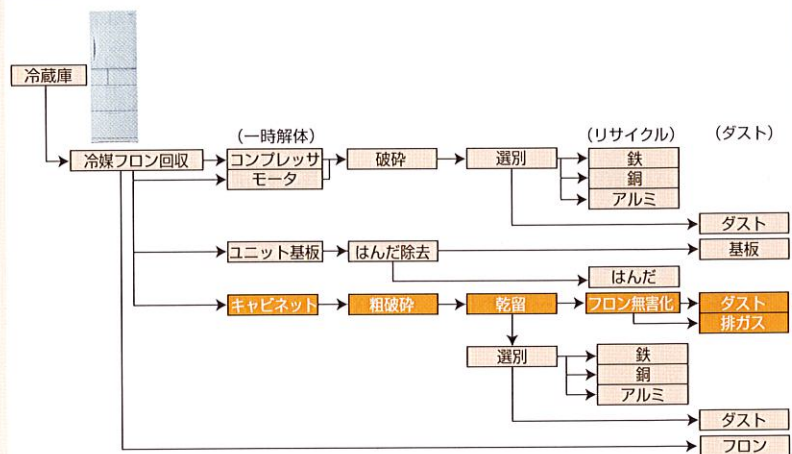 冷蔵庫
(一時解体)
(リサイクル)
(ダスト)
冷媒フロン回収
コンプレッサ
破砕
選別
鉄
モータ
銅
アルミ
ダスト
ユニット基板
はんだ除去
基板
はんだ
キャビネット
粗破砕
乾留
フロン無害化
ダスト
排ガス
選別
鉄
銅
アルミ
ダスト
フロン